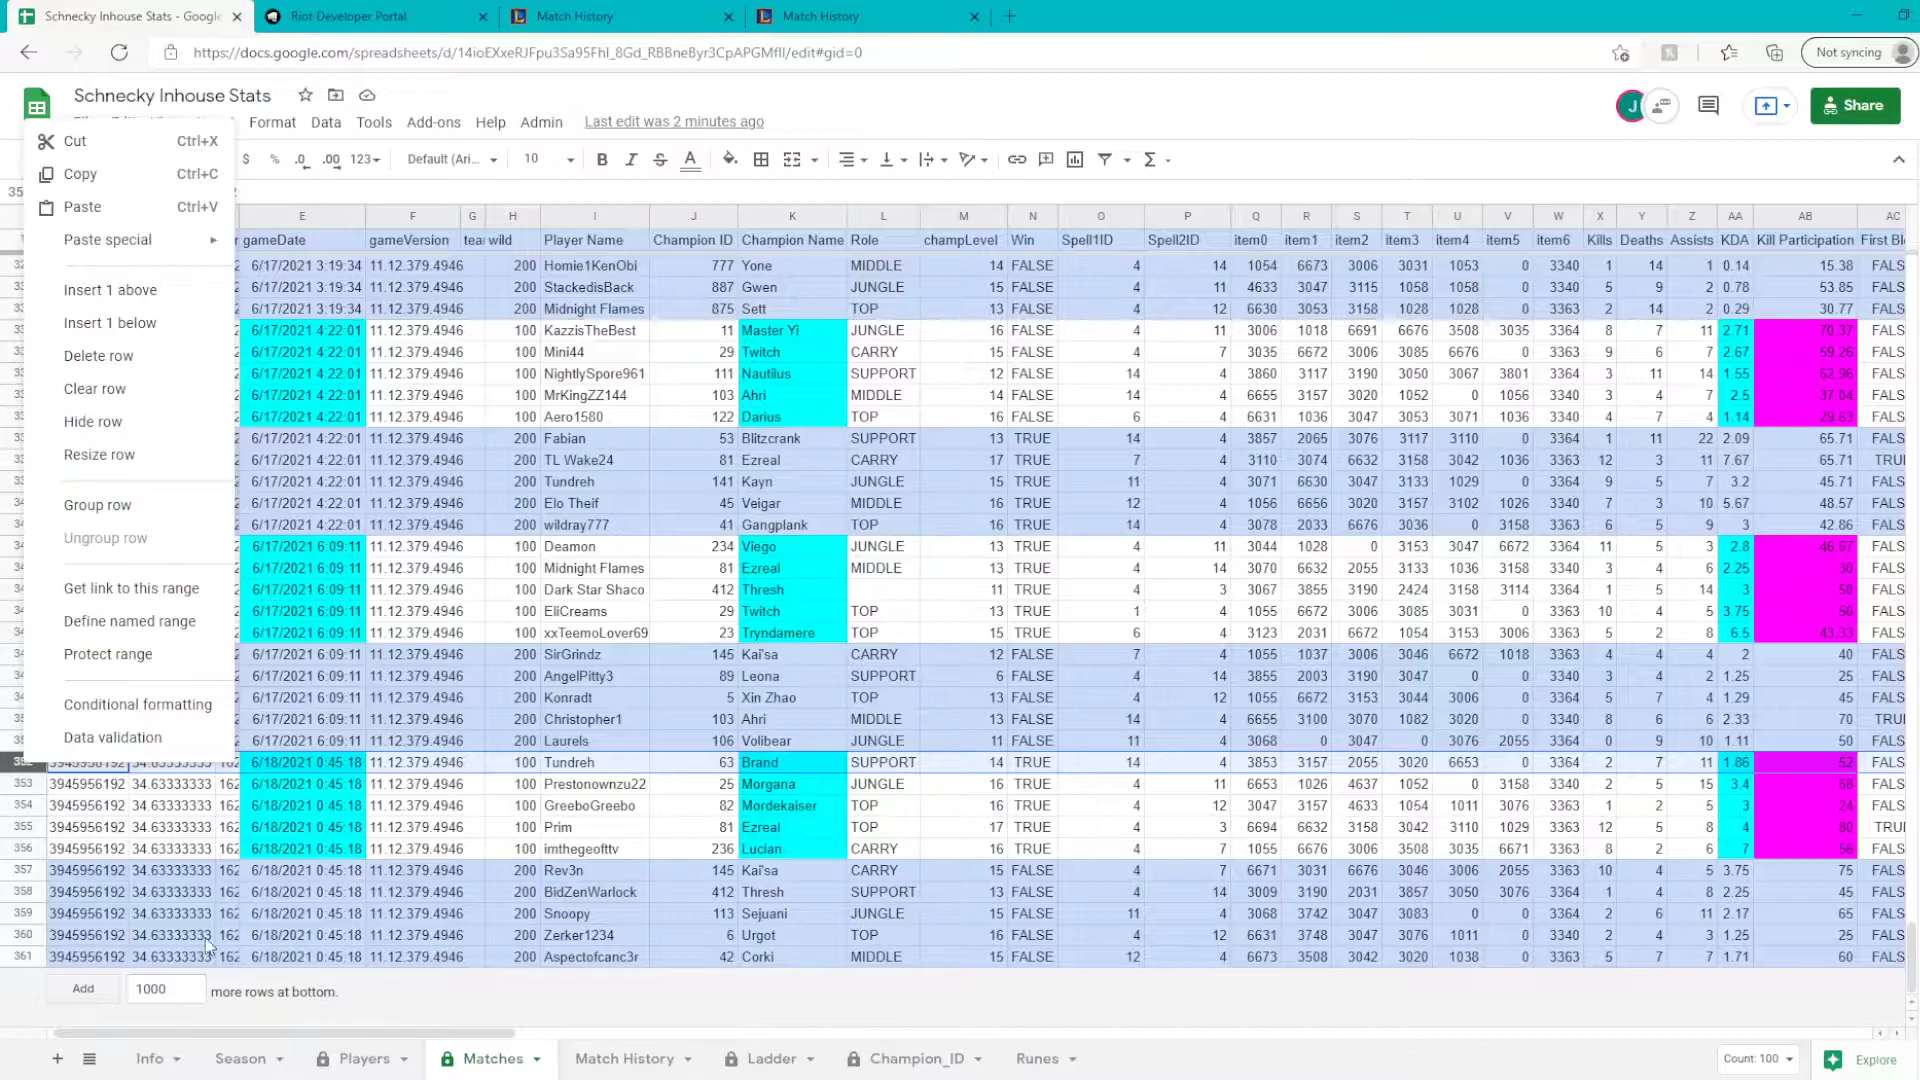 Schnecky Inhouse Stats - Google
Riot Developer Portal
Match History
Match History
https://docs.google.com/spreadsheets/d/14ioEXxeRJFpu3Sa95FhI_8Gd_RBBneByr3CpAPGMflI/edit#gid=0
Not syncing
Schnecky Inhouse Stats
Format Data Tools Add-ons Help Admin Last edit was 2 minutes ago
J
Share
$ % .0 .00 123 Default (Ari... 10 B I S A
Cut Ctrl+X
Copy Ctrl+C
Paste Ctrl+V
Paste special
Insert 1 above
Insert 1 below
Delete row
Clear row
Hide row
Resize row
Group row
Ungroup row
Get link to this range
Define named range
Protect range
Conditional formatting
Data validation
E F G H I J K L M N O P Q R S T U V W X Y Z AA AB AC
gameDate gameVersion tea wild Player Name Champion ID Champion Name Role champLevel Win Spell1ID Spell2ID item0 item1 item2 item3 item4 item5 item6 Kills Deaths Assists KDA Kill Participation First Bl
6/17/2021 3:19:34 11.12.379.4946 200 Homie1KenObi 777 Yone MIDDLE 14 FALSE 4 14 1054 6673 3006 3031 1053 0 3340 1 14 1 0.14 15.38 FALS
6/17/2021 3:19:34 11.12.379.4946 200 StackedisBack 887 Gwen JUNGLE 15 FALSE 4 11 4633 3047 3115 1058 1058 0 3340 5 9 2 0.78 53.85 FALS
6/17/2021 3:19:34 11.12.379.4946 200 Midnight Flames 875 Sett TOP 12 FALSE 4 12 6630 3053 3158 1028 1028 0 3340 2 14 2 0.29 30.77 FALS
6/17/2021 4:22:01 11.12.379.4946 100 KazzisTheBest 11 Master Yi JUNGLE 16 FALSE 4 11 3006 1018 6691 6676 3508 3035 3364 8 7 11 2.71 70.37 FALS
6/17/2021 4:22:01 11.12.379.4946 100 Mini44 29 Twitch CARRY 15 FALSE 4 7 3035 6672 3006 3085 6676 0 3363 9 6 7 2.67 59.26 FALS
6/17/2021 4:22:01 11.12.379.4946 100 NightlySpore961 111 Nautilus SUPPORT 12 FALSE 4 14 3860 3117 3190 3050 3067 3801 3364 3 11 14 1.55 62.96 FALS
6/17/2021 4:22:01 11.12.379.4946 100 MrKingZZ144 103 Ahri MIDDLE 14 FALSE 4 14 6655 3157 3020 1052 0 1056 3363 3 4 7 2.5 37.04 FALS
6/17/2021 4:22:01 11.12.379.4946 100 Aero1580 122 Darius TOP 16 FALSE 4 6 6631 1036 3047 3053 3071 1036 3340 4 7 4 1.14 29.63 FALS
6/17/2021 4:22:01 11.12.379.4946 200 Fabian 53 Blitzcrank SUPPORT 13 TRUE 14 4 3857 2065 3076 3117 3110 0 3364 1 11 22 2.09 65.71 FALS
6/17/2021 4:22:01 11.12.379.4946 200 TL Wake24 81 Ezreal CARRY 17 TRUE 7 4 3110 3074 6632 3158 3042 1036 3363 12 3 11 7.67 65.71 TRU
6/17/2021 4:22:01 11.12.379.4946 200 Tundreh 141 Kayn JUNGLE 15 TRUE 11 4 3071 6630 3047 3133 1029 0 3364 9 5 7 3.2 45.71 FALS
6/17/2021 4:22:01 11.12.379.4946 200 Elo Theif 45 Veigar MIDDLE 16 TRUE 12 4 1056 6656 3020 3157 3102 1026 3340 7 3 10 5.67 48.57 FALS
6/17/2021 4:22:01 11.12.379.4946 200 wildray777 41 Gangplank TOP 16 TRUE 14 4 3078 2033 6676 3036 0 3158 3363 6 5 9 3 42.86 FALS
6/17/2021 6:09:11 11.12.379.4946 100 Deamon 234 Viego JUNGLE 13 TRUE 4 11 3044 1028 0 3153 3047 6672 3364 11 5 3 2.8 46.67 FALS
6/17/2021 6:09:11 11.12.379.4946 100 Midnight Flames 81 Ezreal MIDDLE 13 TRUE 4 14 3070 6632 2055 3133 1036 3158 3340 3 4 6 2.25 30 FALS
6/17/2021 6:09:11 11.12.379.4946 100 Dark Star Shaco 412 Thresh 11 TRUE 4 3 3067 3855 3190 2424 3158 3114 3364 1 5 14 3 50 FALS
6/17/2021 6:09:11 11.12.379.4946 100 EliCreams 29 Twitch TOP 13 TRUE 1 4 1055 6672 3006 3085 3031 0 3363 10 4 5 3.75 50 FALS
6/17/2021 6:09:11 11.12.379.4946 100 xxTeemoLover69 23 Tryndamere TOP 15 TRUE 6 4 3123 2031 6672 1054 3153 3006 3363 5 2 8 6.5 43.33 FALS
6/17/2021 6:09:11 11.12.379.4946 200 SirGrindz 145 Kai'sa CARRY 12 FALSE 7 4 1055 1037 3006 3046 6672 1018 3363 4 4 4 2 40 FALS
6/17/2021 6:09:11 11.12.379.4946 200 AngelPitty3 89 Leona SUPPORT 6 FALSE 4 14 3855 2003 3190 3047 0 0 3363 3 4 2 1.25 25 FALS
6/17/2021 6:09:11 11.12.379.4946 200 Konradt 5 Xin Zhao TOP 13 FALSE 4 12 1055 6672 3153 3044 3006 0 3364 5 7 4 1.29 45 FALS
6/17/2021 6:09:11 11.12.379.4946 200 Christopher1 103 Ahri MIDDLE 13 FALSE 14 4 6655 3100 3070 1082 3020 0 3363 8 6 6 2.33 70 TRU
6/17/2021 6:09:11 11.12.379.4946 200 Laurels 106 Volibear JUNGLE 11 FALSE 11 4 3068 0 3047 0 3076 2055 3364 0 9 10 1.11 50 FALS
352 3945956192 34.63333333 162 6/18/2021 0:45:18 11.12.379.4946 100 Tundreh 63 Brand SUPPORT 14 TRUE 14 4 3853 3157 2055 3020 6653 0 3363 2 7 11 1.86 52 FALS
353 3945956192 34.63333333 162 6/18/2021 0:45:18 11.12.379.4946 100 Prestonownzu22 25 Morgana JUNGLE 16 TRUE 4 11 6653 1026 4637 1052 0 3158 3340 2 5 15 3.4 68 FALS
354 3945956192 34.63333333 162 6/18/2021 0:45:18 11.12.379.4946 100 GreeboGreebo 82 Mordekaiser TOP 16 TRUE 4 12 3047 3157 4633 1054 1011 3076 3363 1 2 5 3 24 FALS
355 3945956192 34.63333333 162 6/18/2021 0:45:18 11.12.379.4946 100 Prim 81 Ezreal TOP 17 TRUE 4 3 6694 6632 3158 3042 3110 1029 3363 12 5 8 4 80 TRU
356 3945956192 34.63333333 162 6/18/2021 0:45:18 11.12.379.4946 100 imthegeofttv 236 Lucian CARRY 16 TRUE 4 7 1055 6676 3006 3508 3035 6671 3363 8 2 6 7 56 FALS
357 3945956192 34.63333333 162 6/18/2021 0:45:18 11.12.379.4946 200 Rev3n 145 Kai'sa CARRY 15 FALSE 4 7 6671 3031 6676 3046 3006 2055 3363 10 4 5 3.75 75 FALS
358 3945956192 34.63333333 162 6/18/2021 0:45:18 11.12.379.4946 200 BidZenWarlock 412 Thresh SUPPORT 13 FALSE 4 14 3009 3190 2031 3857 3050 3076 3363 1 4 8 2.25 45 FALS
359 3945956192 34.63333333 162 6/18/2021 0:45:18 11.12.379.4946 200 Snoopy 113 Sejuani JUNGLE 15 FALSE 11 4 3068 3742 3047 3083 0 0 3364 2 6 11 2.17 65 FALS
360 3945956192 34.63333333 162 6/18/2021 0:45:18 11.12.379.4946 200 Zerker1234 6 Urgot TOP 16 FALSE 4 12 6631 3748 3047 3076 1011 0 3363 2 4 3 1.25 25 FALS
361 3945956192 34.63333333 162 6/18/2021 0:45:18 11.12.379.4946 200 Aspectofcanc3r 42 Corki MIDDLE 15 FALSE 12 4 6673 3508 3042 3020 1038 0 3363 5 7 7 1.71 60 FALS
Add 1000 more rows at bottom.
+ Info Season Players Matches Match History Ladder Champion_ID Runes Count: 100 Explore